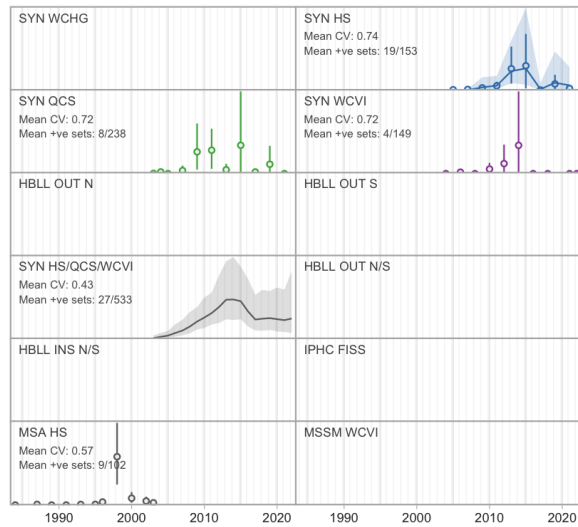 SYN WCHG
SYN HS
Mean CV: 0.74
Mean +ve sets: 19/153
SYN QCS
Mean CV: 0.72
Mean +ve sets: 8/238
SYN WCVI
Mean CV: 0.72
Mean +ve sets: 4/149
HBLL OUT N
HBLL OUT S
SYN HS/QCS/WCVI
Mean CV: 0.43
Mean +ve sets: 27/533
HBLL OUT N/S
HBLL INS N/S
IPHC FISS
MSA HS
Mean CV: 0.57
Mean +ve sets: 9/102
MSSM WCVI
1990 2000 2010 2020
1990 2000 2010 2020